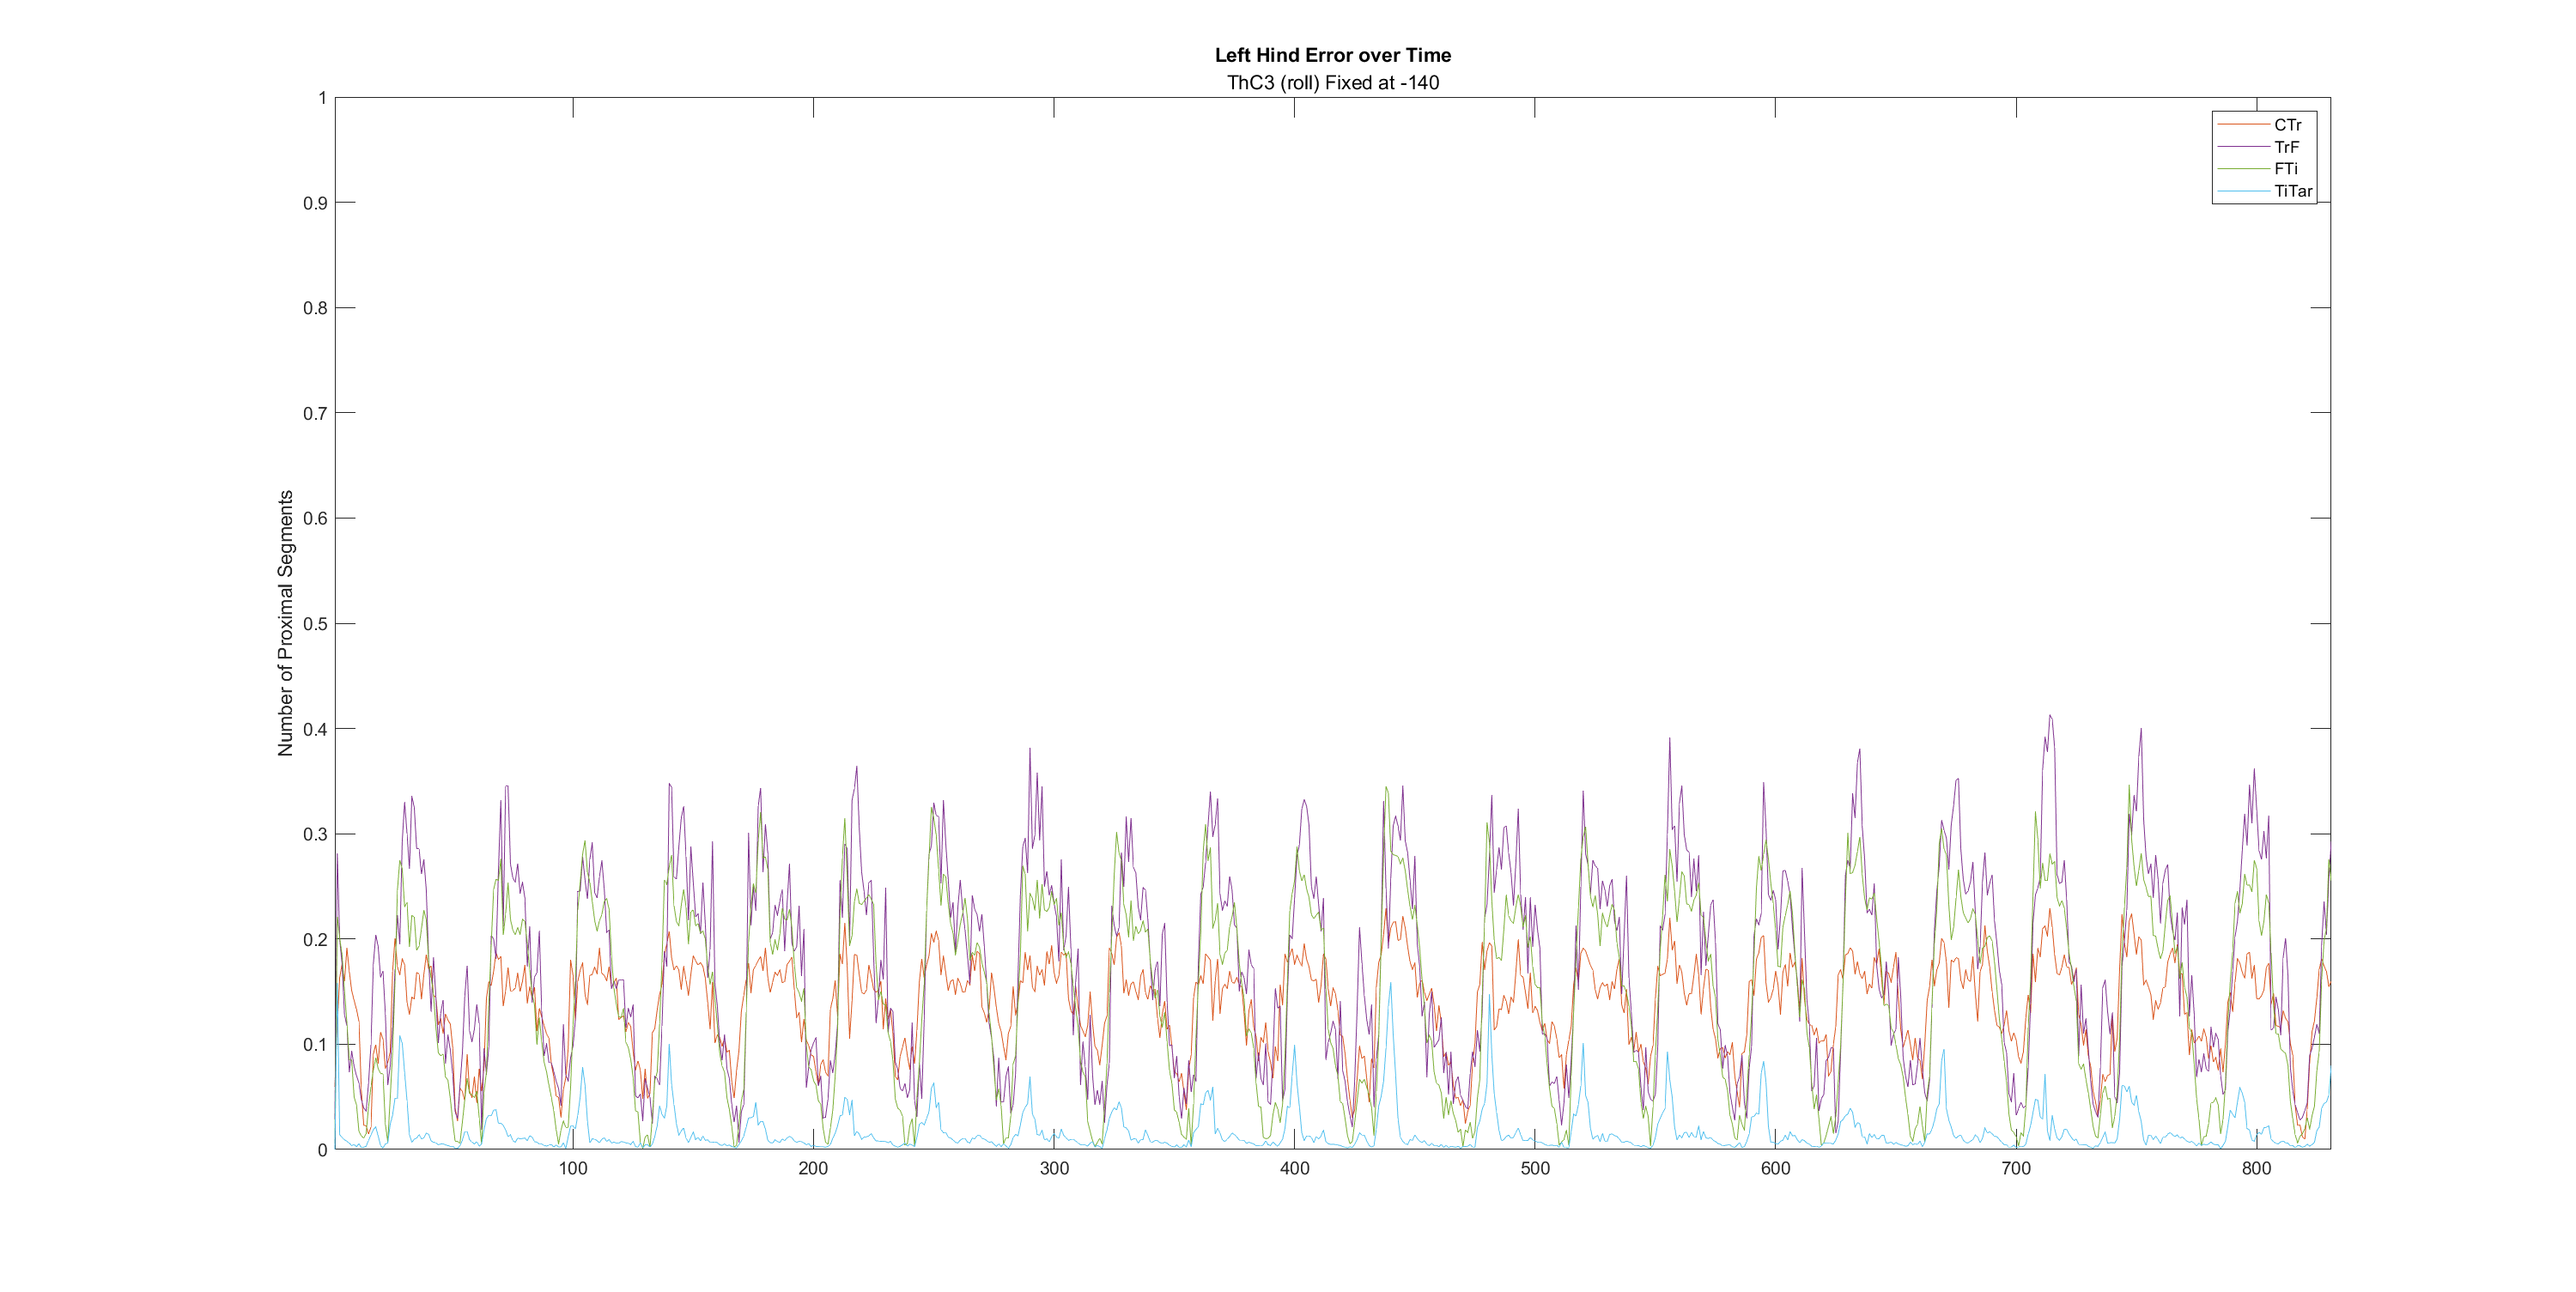 Left Hind Error over Time
ThC3 (roll) Fixed at -140
1
0.9
0.8
0.7
0.6
0.5
0.4
0.3
0.2
0.1
0
Number of Proximal Segments
CTr
TrF
FTi
TiTar
100
200
300
400
500
600
700
800